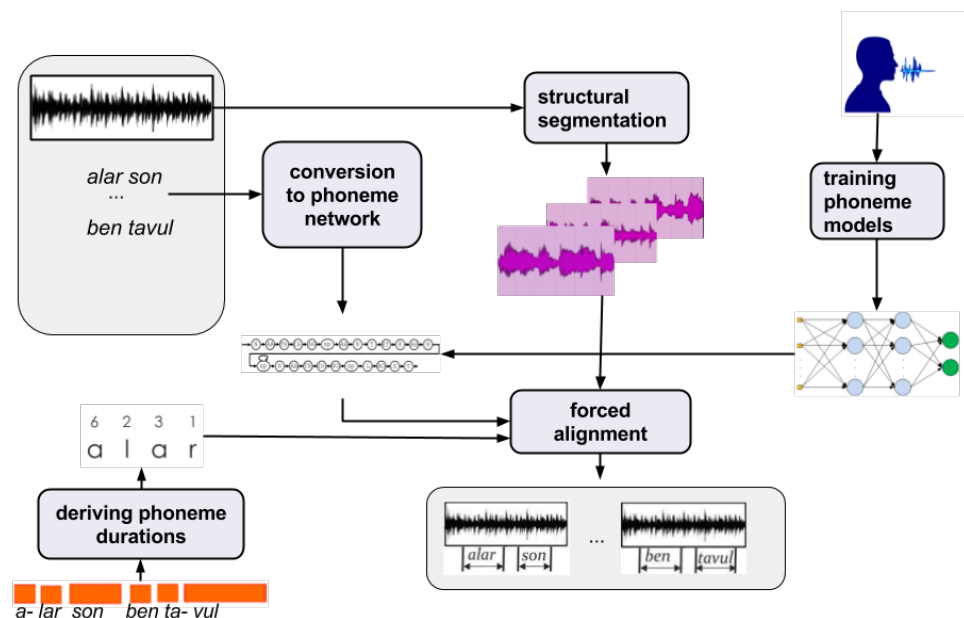 structural
segmentation
alar son
...
ben tavul
conversion
to phoneme
network
training
phoneme
models
6 2 3 1
a l a r
forced
alignment
deriving phoneme
durations
...
alar son
ben tavul
a- lar son ben ta- vul